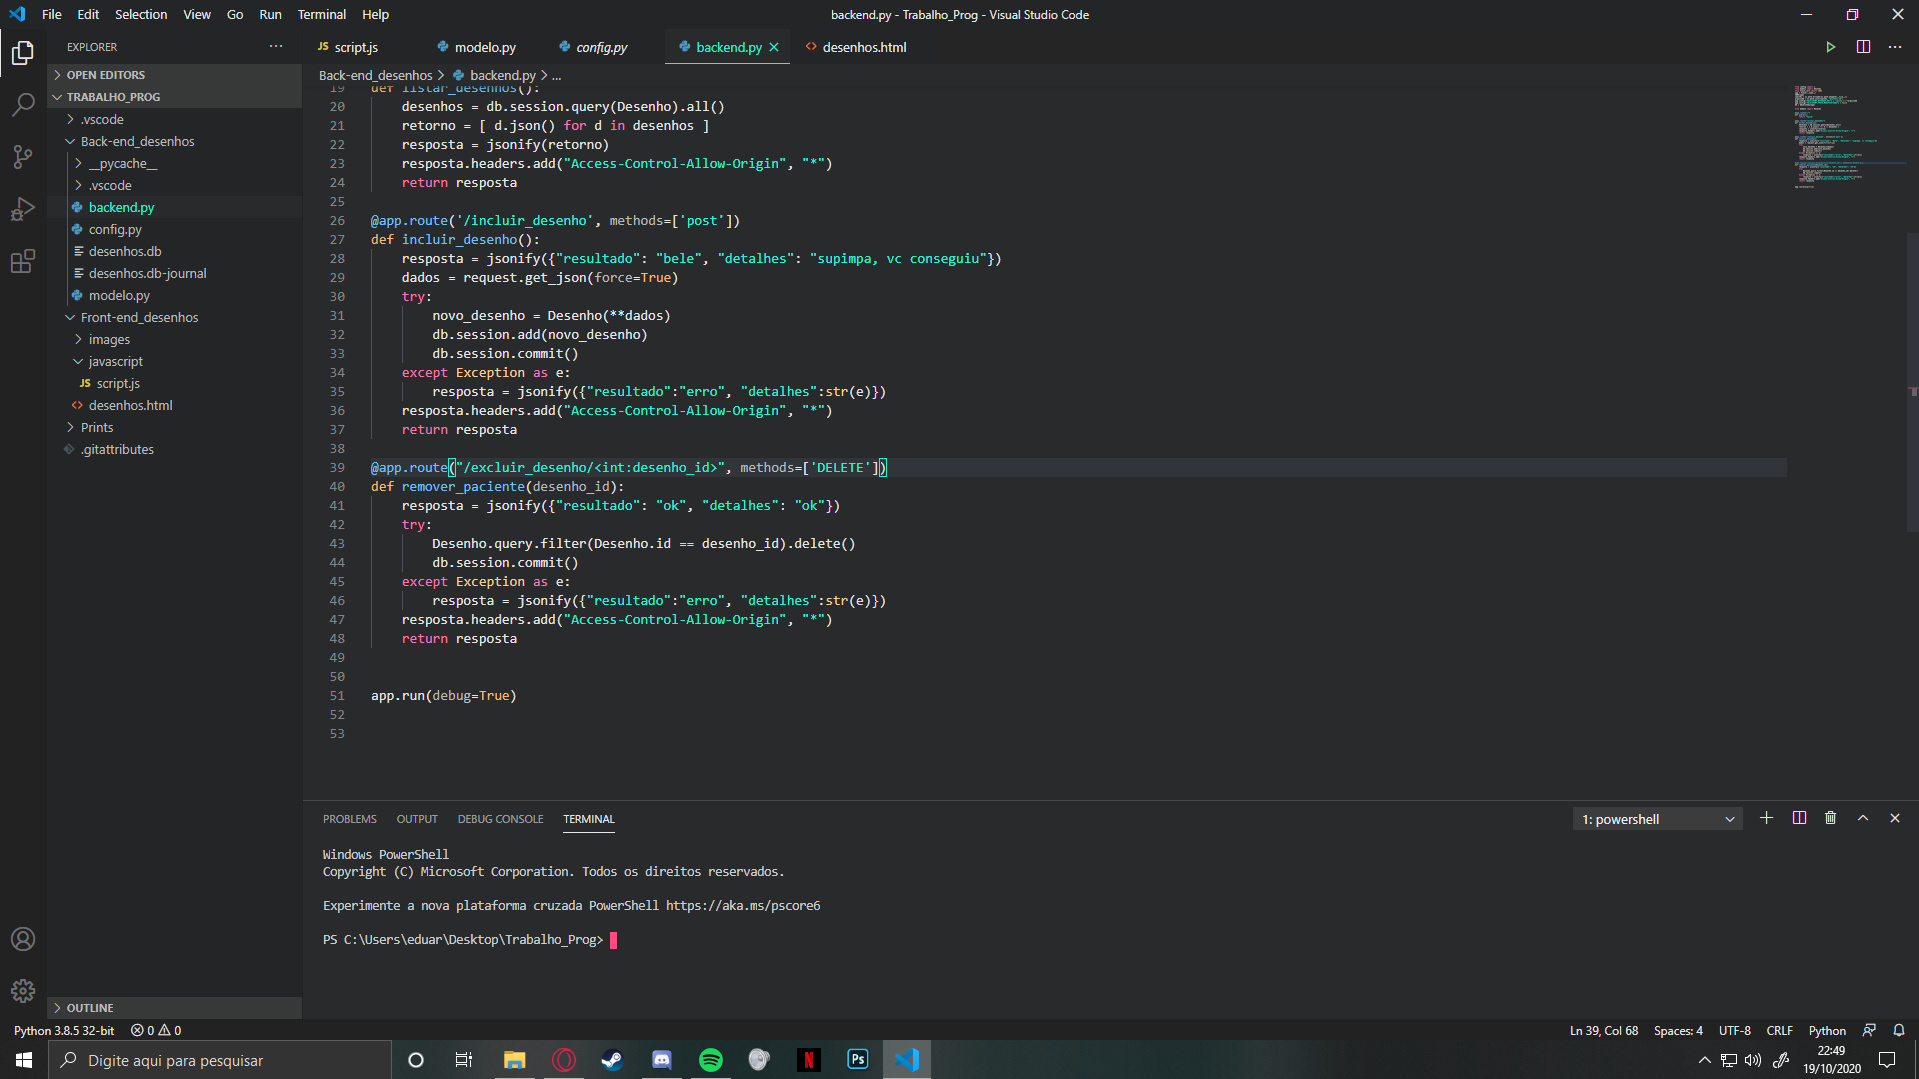 File Edit Selection View Go Run Terminal Help
backend.py - Trabalho_Prog - Visual Studio Code
EXPLORER
OPEN EDITORS
TRABALHO_PROG
.vscode
Back-end_desenhos
__pycache__
.vscode
backend.py
config.py
desenhos.db
desenhos.db-journal
modelo.py
Front-end_desenhos
images
javascript
JS script.js
desenhos.html
Prints
.gitattributes
OUTLINE
JS script.js modelo.py config.py backend.py desenhos.html
Back-end_desenhos > backend.py > ...
19 def listar_desenhos():
20 desenhos = db.session.query(Desenho).all()
21 retorno = [ d.json() for d in desenhos ]
22 resposta = jsonify(retorno)
23 resposta.headers.add("Access-Control-Allow-Origin", "*")
24 return resposta
25
26 @app.route('/incluir_desenho', methods=['post'])
27 def incluir_desenho():
28 resposta = jsonify({"resultado": "bele", "detalhes": "supimpa, vc conseguiu"})
29 dados = request.get_json(force=True)
30 try:
31 novo_desenho = Desenho(**dados)
32 db.session.add(novo_desenho)
33 db.session.commit()
34 except Exception as e:
35 resposta = jsonify({"resultado":"erro", "detalhes":str(e)})
36 resposta.headers.add("Access-Control-Allow-Origin", "*")
37 return resposta
38
39 @app.route("/excluir_desenho/<int:desenho_id>", methods=['DELETE'])
40 def remover_paciente(desenho_id):
41 resposta = jsonify({"resultado": "ok", "detalhes": "ok"})
42 try:
43 Desenho.query.filter(Desenho.id == desenho_id).delete()
44 db.session.commit()
45 except Exception as e:
46 resposta = jsonify({"resultado":"erro", "detalhes":str(e)})
47 resposta.headers.add("Access-Control-Allow-Origin", "*")
48 return resposta
49
50
51 app.run(debug=True)
52
53
PROBLEMS OUTPUT DEBUG CONSOLE TERMINAL
1: powershell
Windows PowerShell
Copyright (C) Microsoft Corporation. Todos os direitos reservados.
Experimente a nova plataforma cruzada PowerShell https://aka.ms/pscore6
PS C:\Users\eduar\Desktop\Trabalho_Prog>
Python 3.8.5 32-bit 0 0
Ln 39, Col 68 Spaces: 4 UTF-8 CRLF Python
Digite aqui para pesquisar
N
Ps
22:49
19/10/2020